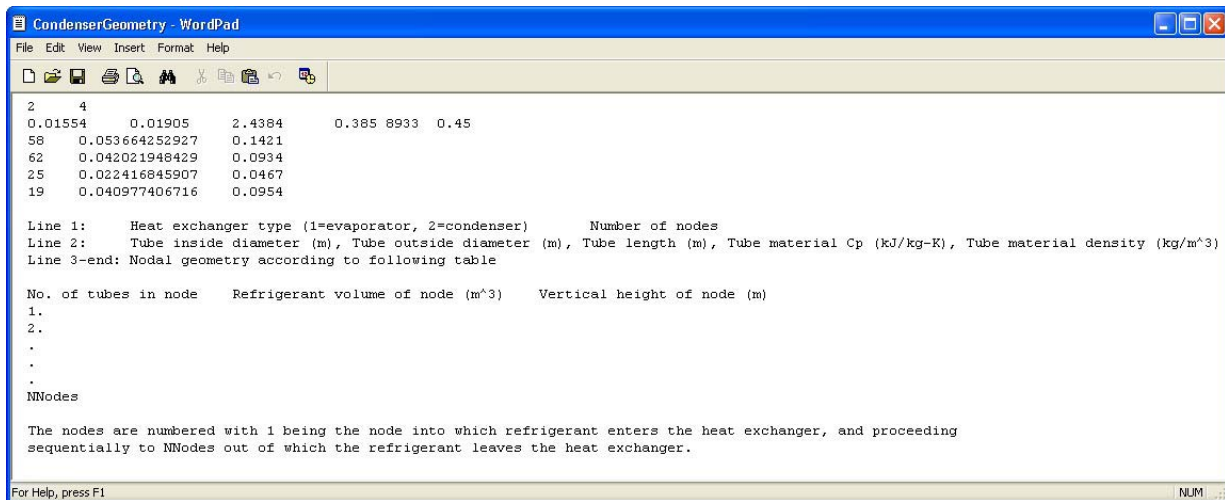 CondenserGeometry - WordPad
File Edit View Insert Format Help
2 4
0.01554 0.01905 2.4384 0.385 8933 0.45
58 0.053664252927 0.1421
62 0.042021948429 0.0934
25 0.022416845907 0.0467
19 0.040977406716 0.0954
Line 1: Heat exchanger type (1=evaporator, 2=condenser) Number of nodes
Line 2: Tube inside diameter (m), Tube outside diameter (m), Tube length (m), Tube material Cp (kJ/kg-K), Tube material density (kg/m^3)
Line 3-end: Nodal geometry according to following table
No. of tubes in node Refrigerant volume of node (m^3) Vertical height of node (m)
1.
2.
.
.
.
NNodes
The nodes are numbered with 1 being the node into which refrigerant enters the heat exchanger, and proceeding
sequentially to NNodes out of which the refrigerant leaves the heat exchanger.
For Help, press F1 NUM